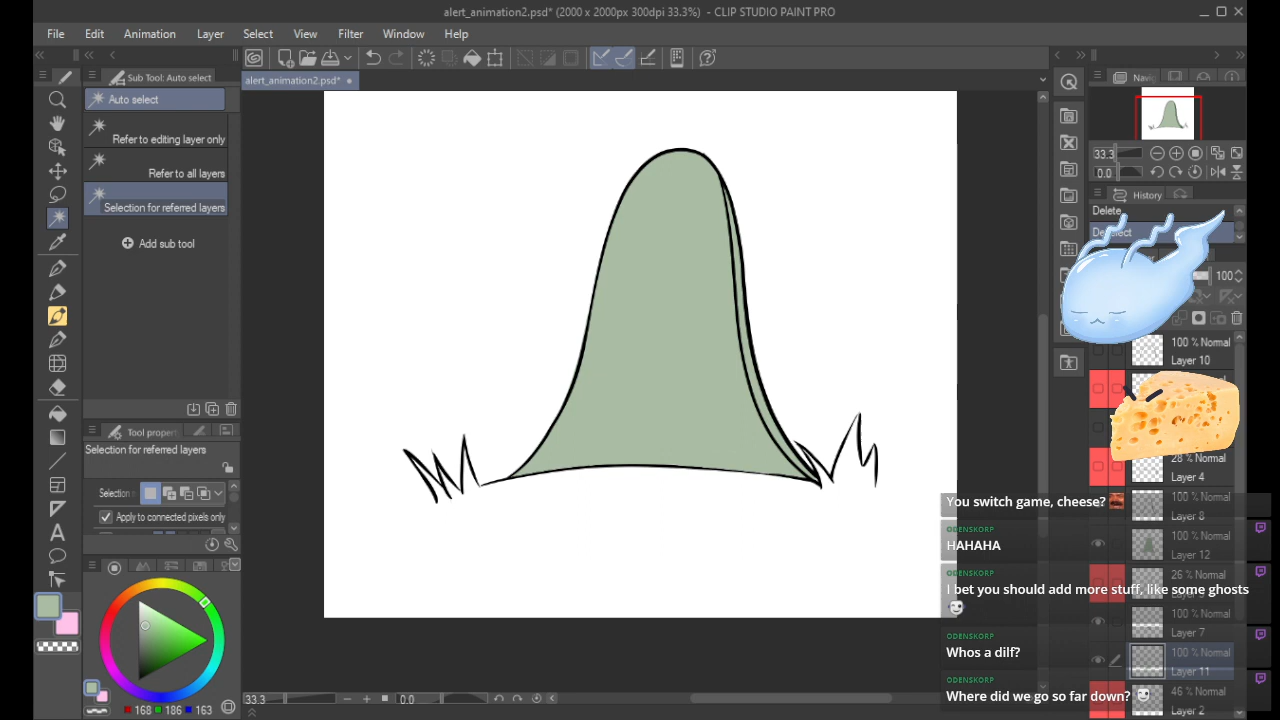 alert_animation2.psd* (2000 x 2000px 300dpi 33.3%) - CLIP STUDIO PAINT PRO
File Edit Animation Layer Select View Filter Window Help
Sub Tool: Auto select
alert_animation2.psd*
Auto select
Refer to editing layer only
Refer to all layers
Selection for referred layers
Add sub tool
Tool propert
Selection for referred layers
Selection
Apply to connected pixels only
168 186 163
33.3 0.0
Navi
33.3
0.0
History
Delete
100
100 % Normal
Layer 10
28 % Normal
Layer 4
100 % Normal
Layer 8
100 % Normal
Layer 12
26 % Normal
100 % Normal
Layer 7
100 % Normal
Layer 11
46 % Normal
Layer 2
You switch game, cheese?
ODENSKORP
HAHAHA
ODENSKORP
I bet you should add more stuff, like some ghosts
ODENSKORP
Whos a dilf?
ODENSKORP
Where did we go so far down?